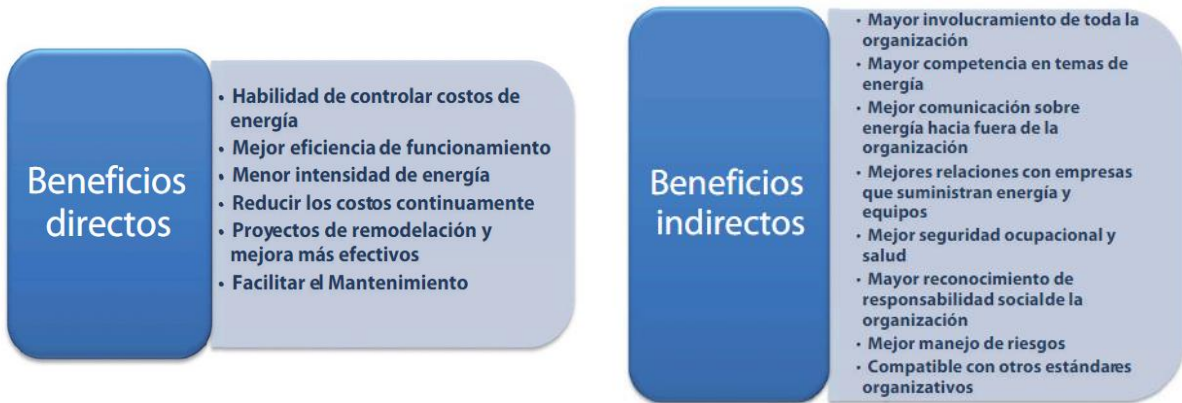 Beneficios
directos
• Habilidad de controlar costos de
energía
• Mejor eficiencia de funcionamiento
• Menor intensidad de energía
• Reducir los costos continuamente
• Proyectos de remodelación y
mejora más efectivos
• Facilitar el Mantenimiento
Beneficios
indirectos
• Mayor involucramiento de toda la
organización
• Mayor competencia en temas de
energía
• Mejor comunicación sobre
energía hacia fuera de la
organización
• Mejores relaciones con empresas
que suministran energía y
equipos
• Mejor seguridad ocupacional y
salud
• Mayor reconocimiento de
responsabilidad socialde la
organización
• Mejor manejo de riesgos
• Compatible con otros estándares
organizativos